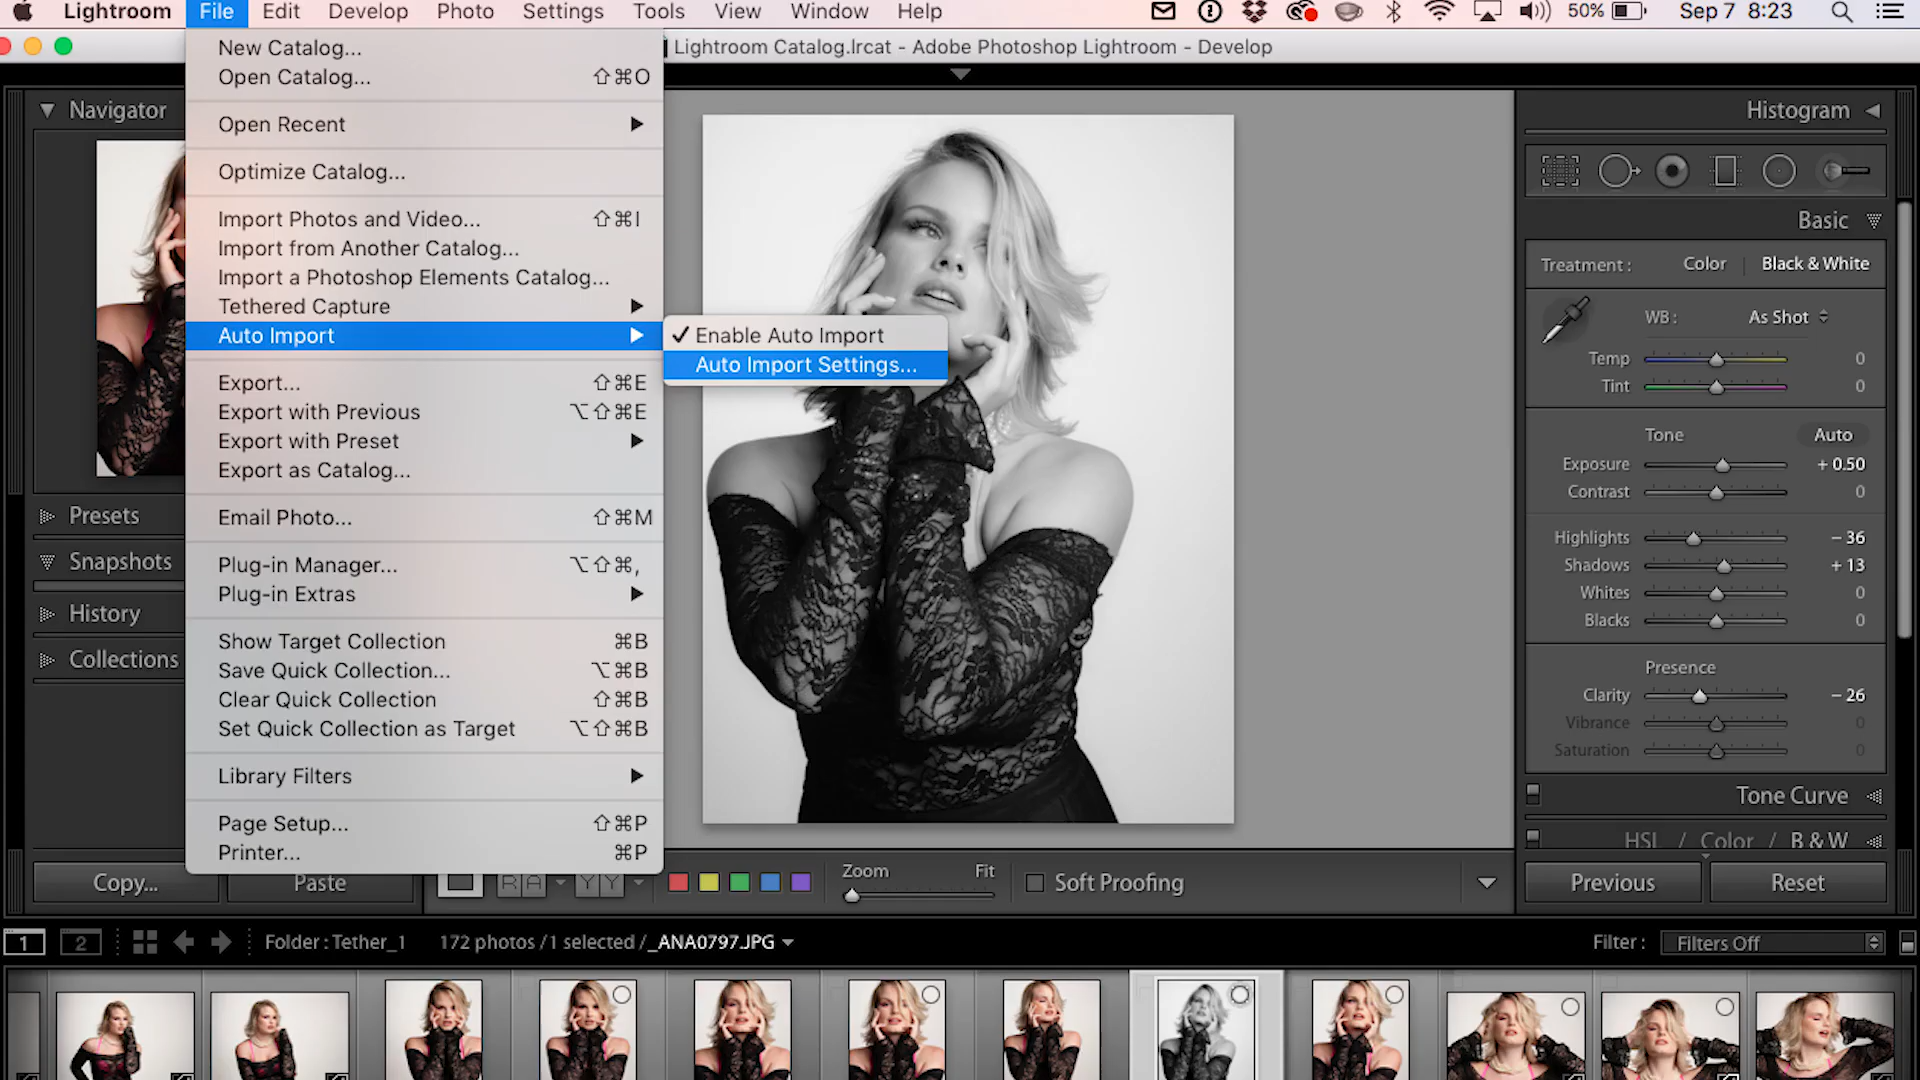 Lightroom File Edit Develop Photo Settings Tools View Window Help 50% Sep 7 8:23
Lightroom Catalog.lrcat - Adobe Photoshop Lightroom - Develop
Navigator
Presets
Snapshots
History
Collections
Copy...
Paste
New Catalog...
Open Catalog... ⇧⌘O
Open Recent
Optimize Catalog...
Import Photos and Video... ⇧⌘I
Import from Another Catalog...
Import a Photoshop Elements Catalog...
Tethered Capture
Auto Import
Export... ⇧⌘E
Export with Previous ⌥⇧⌘E
Export with Preset
Export as Catalog...
Email Photo... ⇧⌘M
Plug-in Manager... ⌥⇧⌘,
Plug-in Extras
Show Target Collection ⌘B
Save Quick Collection... ⌥⌘B
Clear Quick Collection ⇧⌘B
Set Quick Collection as Target ⌥⇧⌘B
Library Filters
Page Setup... ⇧⌘P
Printer... ⌘P
✓ Enable Auto Import
Auto Import Settings...
R A
Y Y
Zoom Fit
Soft Proofing
Histogram
Basic
Treatment : Color Black & White
WB : As Shot
Temp 0
Tint 0
Tone Auto
Exposure + 0.50
Contrast 0
Highlights − 36
Shadows + 13
Whites 0
Blacks 0
Presence
Clarity − 26
Vibrance 0
Saturation 0
Tone Curve
HSL / Color / B & W
Previous
Reset
1 2 Folder : Tether_1 172 photos / 1 selected / _ANA0797.JPG Filter : Filters Off